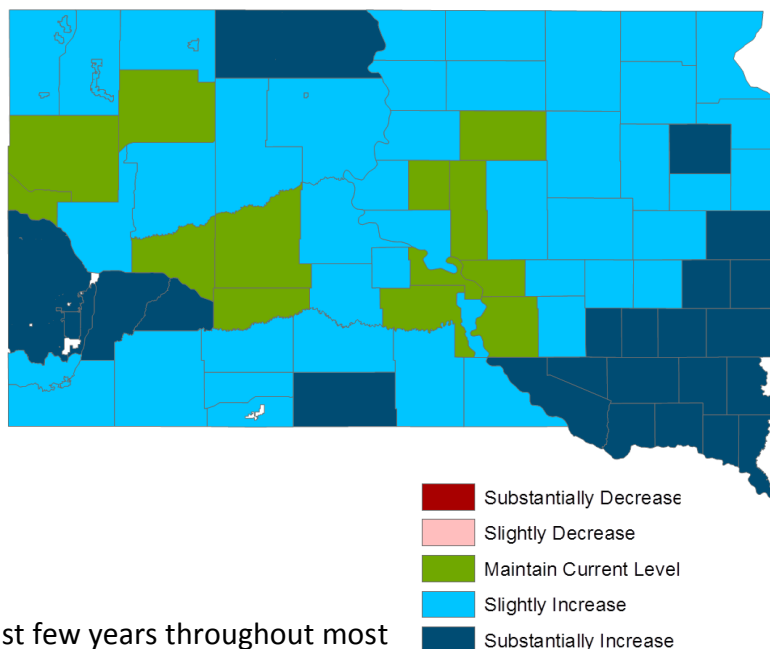 Substantially Decrease
Slightly Decrease
Maintain Current Level
Slightly Increase
st few years throughout most
Substantially Increase